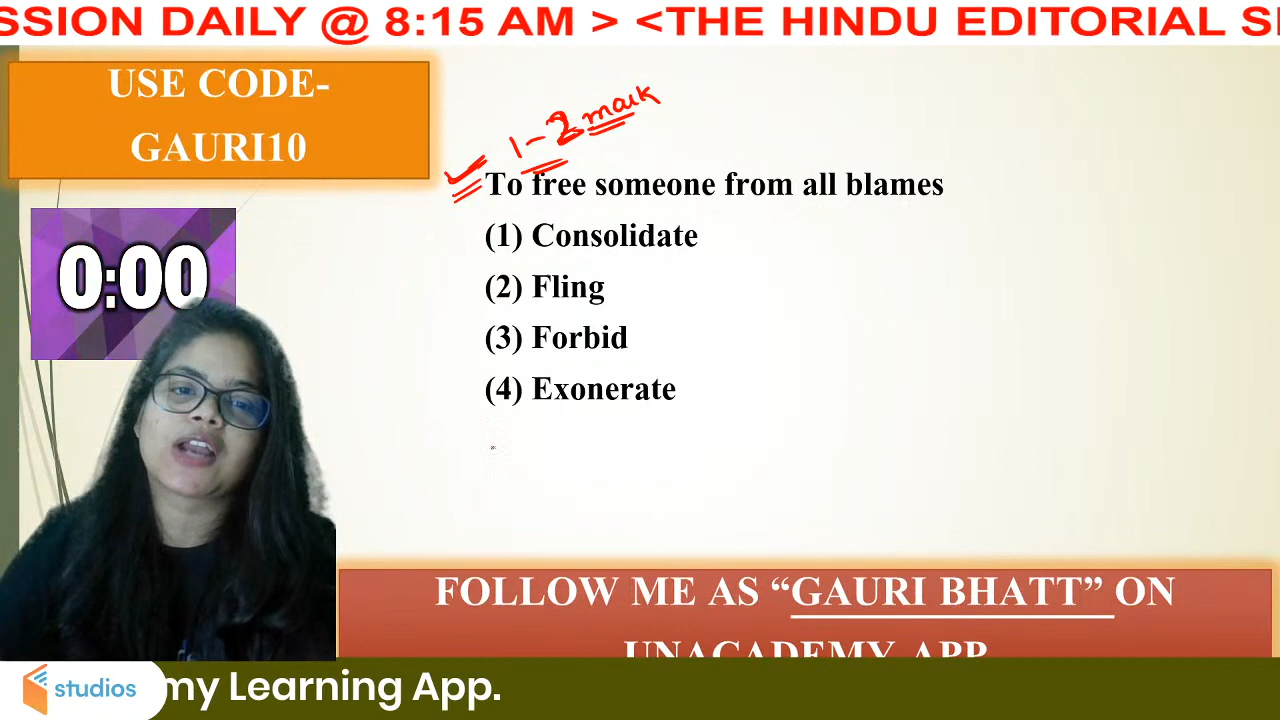 SSION DAILY @ 8:15 AM > <THE HINDU EDITORIAL S
USE CODE-
GAURI10
1-2 mark
0:00
To free someone from all blames
(1) Consolidate
(2) Fling
(3) Forbid
(4) Exonerate
FOLLOW ME AS “GAURI BHATT” ON
UNACADEMY APP
studios
my Learning App.